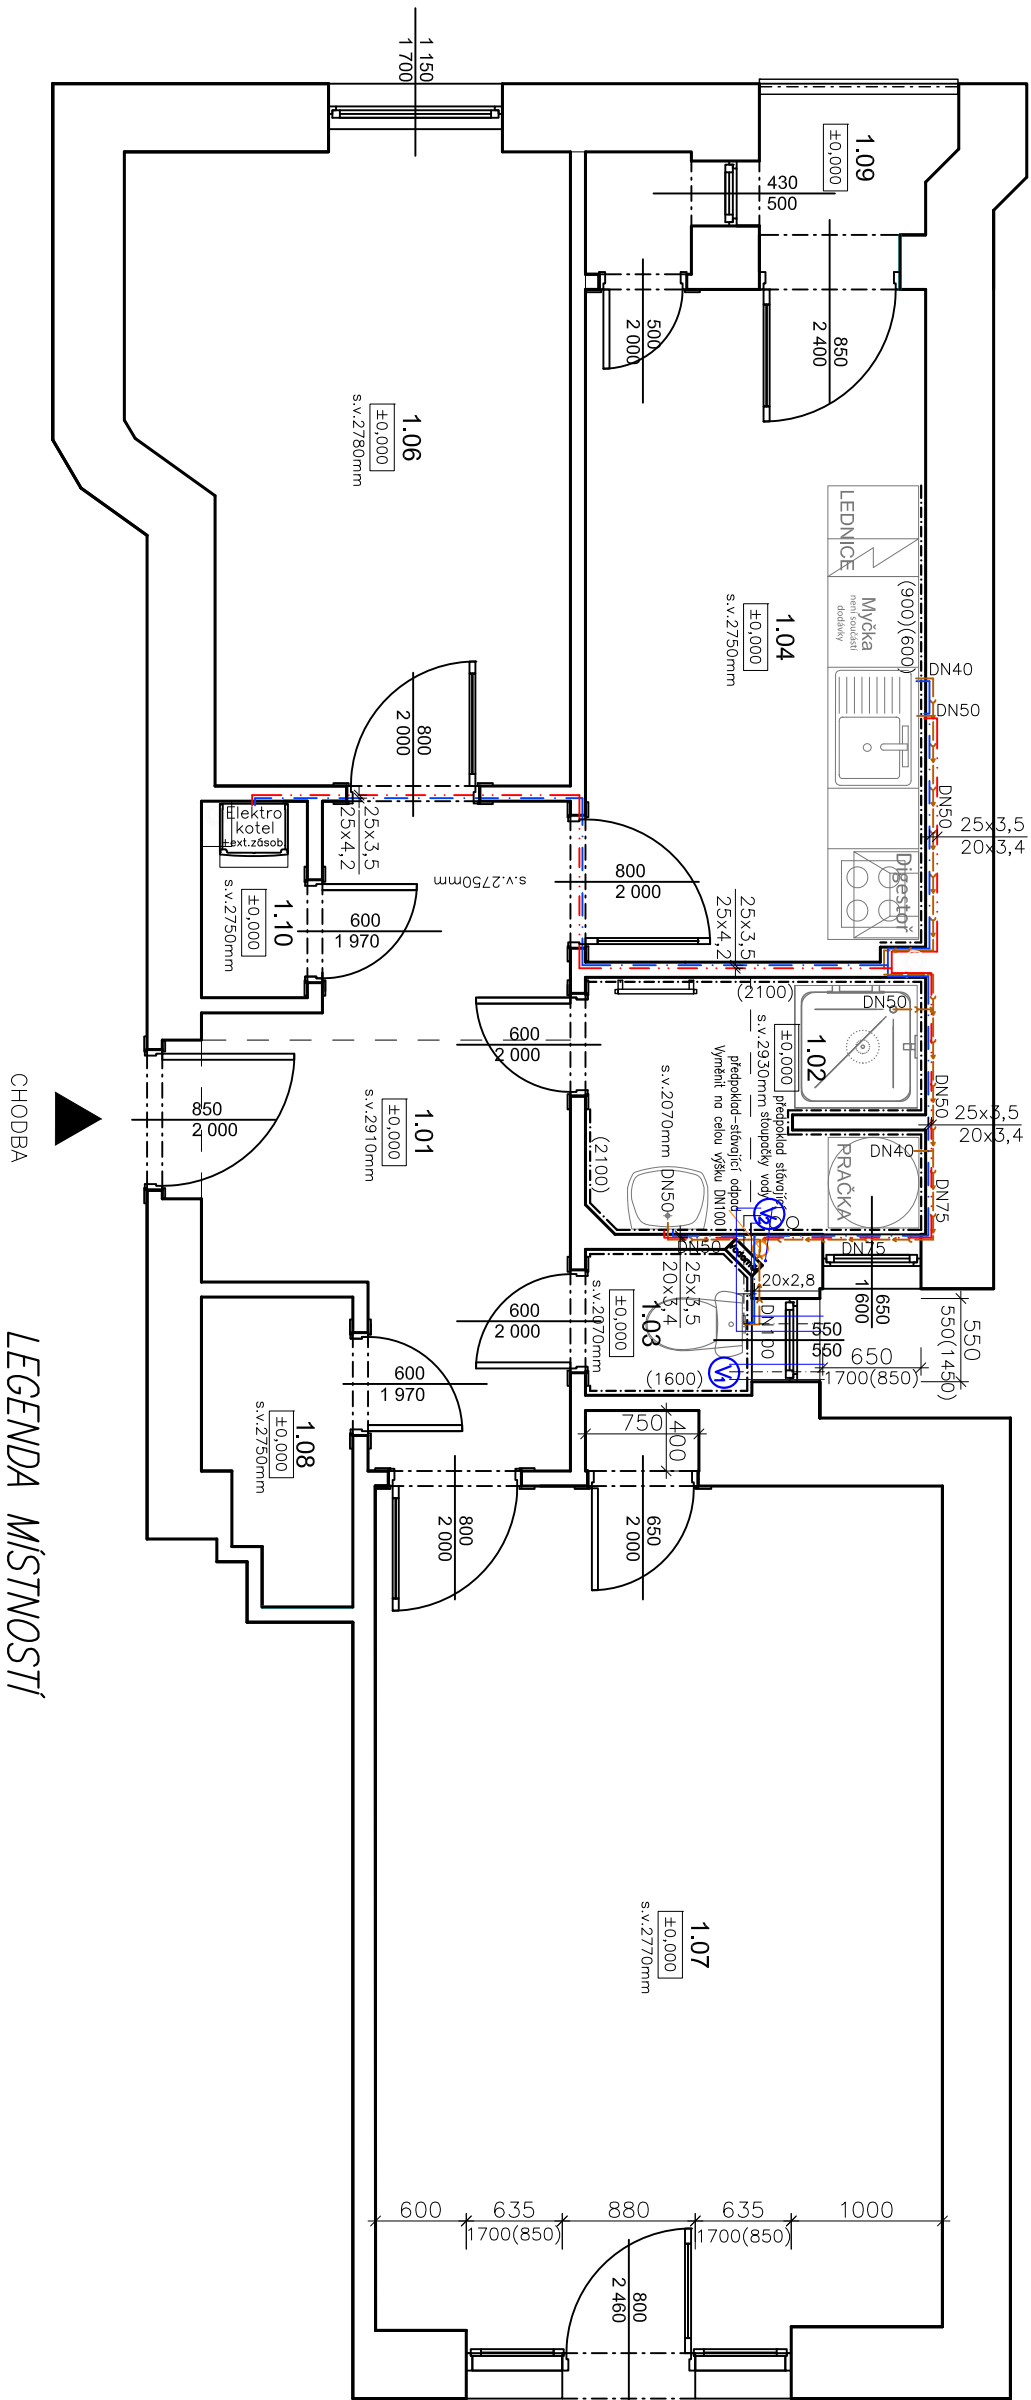 1 150
1 700
1.09
±0,000
430
500
500
2 000
850
2 400
1.06
±0,000
s.v.2780mm
LEDNICE
Myčka
není součástí
dodávky
(900)(600)
DN40
DN50
1.04
±0,000
s.v.2750mm
800
2 000
DN50
25x3,5
20x3,4
Digestoř
Elektro
kotel
+ext.zásob
25x3,5
25x4,2
s.v.2750mm
800
2 000
25x3,5
25x4,2
1.10
±0,000
s.v.2750mm
600
1 970
(2100)
DN50
1.02
±0,000
s.v.2930mm
předpoklad stávající
stoupačky vody
předpoklad-stávající odpad
Vyměnit na celou výšku DN100
s.v.2070mm
600
2 000
DN50
25x3,5
20x3,4
DN40
DN75
PRAČKA
CHODBA
850
2 000
1.01
±0,000
s.v.2910mm
(2100)
DN50
V2
DN50
DN75
25x3,5
20x3,4
20x2,8
DN100
650
1 600
550
550(1450)
550
550
650
1700(850)
1.03
±0,000
s.v.2070mm
600
2 000
(1600)
V1
600
1 970
750
400
1.08
±0,000
s.v.2750mm
800
2 000
650
2 000
LEGENDA MÍSTNOSTÍ
1.07
±0,000
s.v.2770mm
600
635
1700(850)
880
635
1700(850)
1000
800
2 460